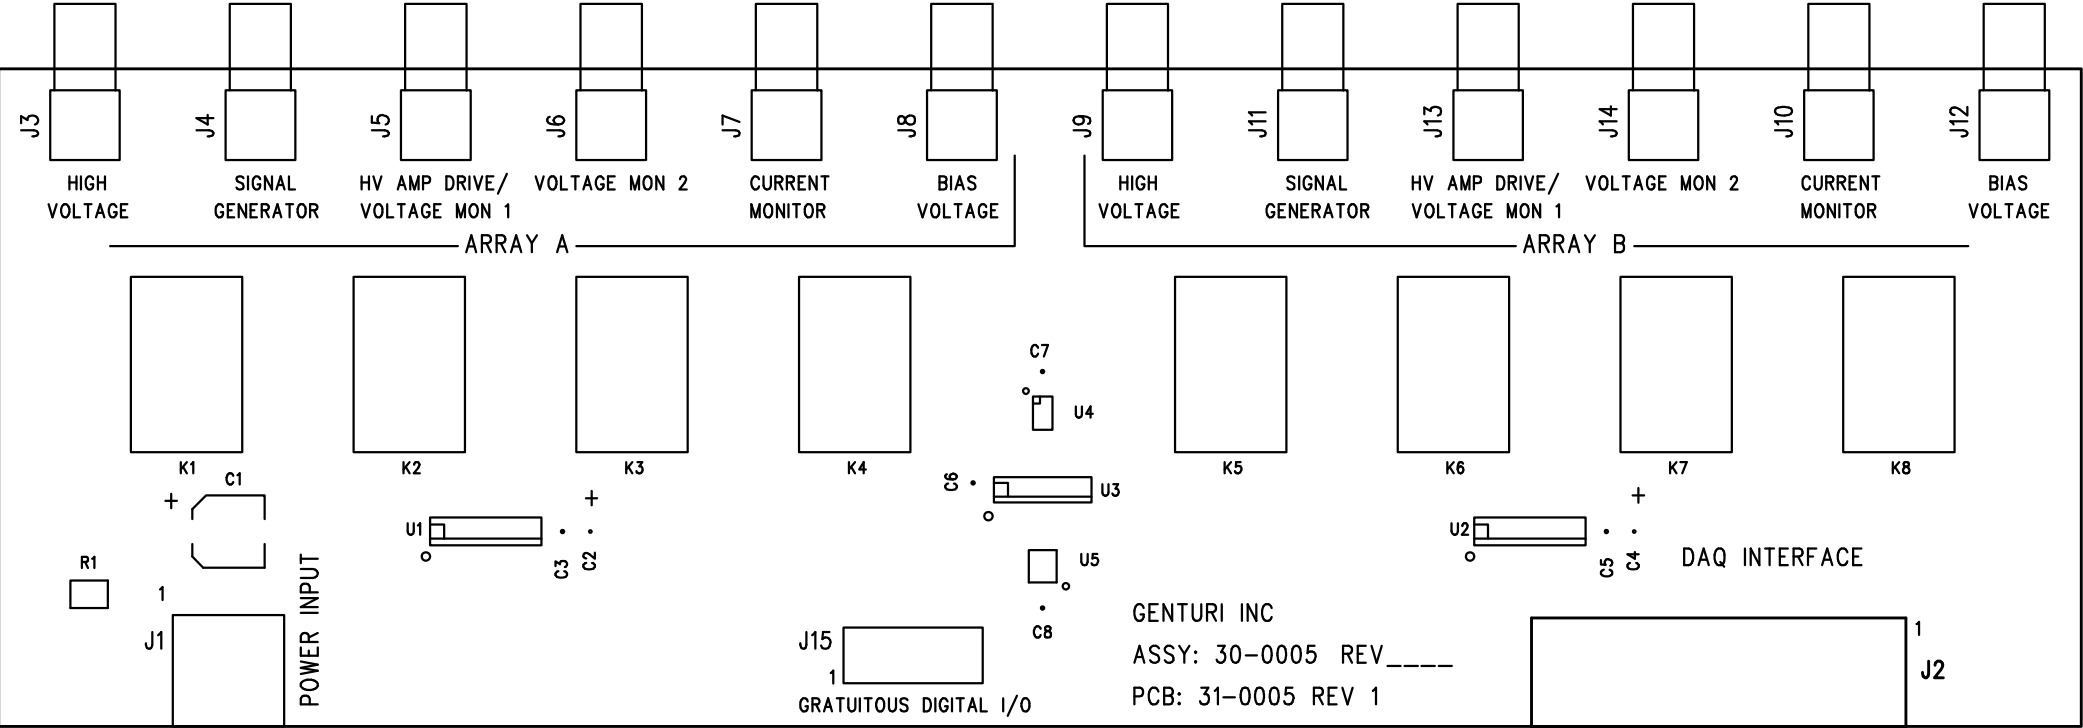 J3 J4 J5 J6 J7 J8 J9 J11 J13 J14 J10 J12
HIGH VOLTAGE
SIGNAL GENERATOR
HV AMP DRIVE/ VOLTAGE MON 1
VOLTAGE MON 2
CURRENT MONITOR
BIAS VOLTAGE
HIGH VOLTAGE
SIGNAL GENERATOR
HV AMP DRIVE/ VOLTAGE MON 1
VOLTAGE MON 2
CURRENT MONITOR
BIAS VOLTAGE
ARRAY A
ARRAY B
C7
U4
K1 K2 K3 K4 K5 K6 K7 K8
C1
+
+
C6
U3
+
U1
C3
C2
U2
C5
C4
DAQ INTERFACE
R1
U5
1
POWER INPUT
J1
C8
J15
1
GRATUITOUS DIGITAL I/O
GENTURI INC
ASSY: 30-0005 REV____
PCB: 31-0005 REV 1
1
J2